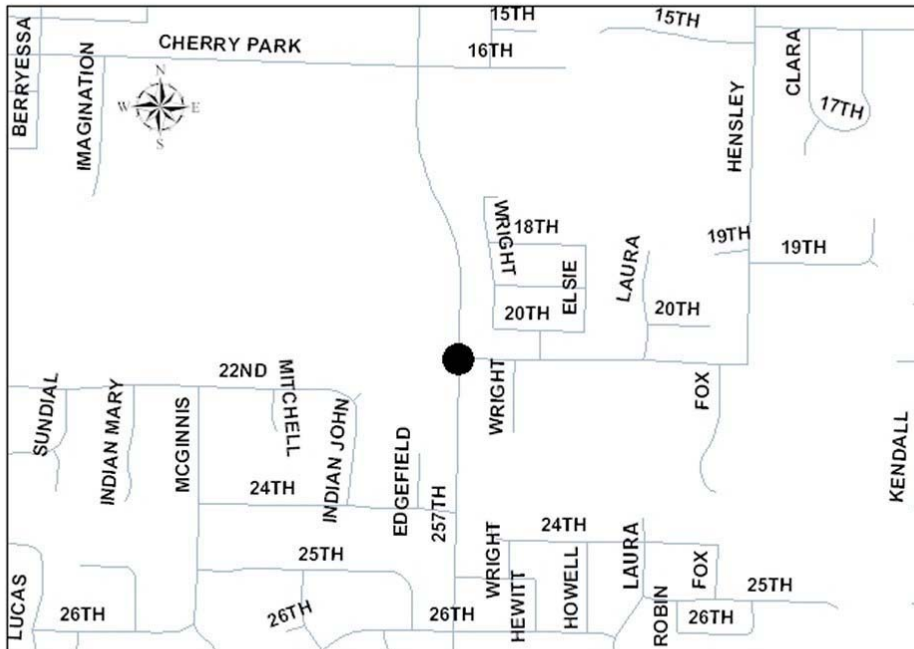 15TH
15TH
CHERRY PARK
16TH
BERRYESSA
IMAGINATION
N
W
E
S
HENSLEY
CLARA
17TH
WRIGHT
18TH
LAURA
19TH
19TH
ELSIE
20TH
20TH
22ND
MITCHELL
WRIGHT
FOX
SUNDIAL
INDIAN MARY
MCGINNIS
INDIAN JOHN
EDGEFIELD
257TH
KENDALL
24TH
24TH
25TH
WRIGHT
HEWITT
HOWELL
LAURA
FOX
ROBIN
25TH
LUCAS
26TH
26TH
26TH
26TH